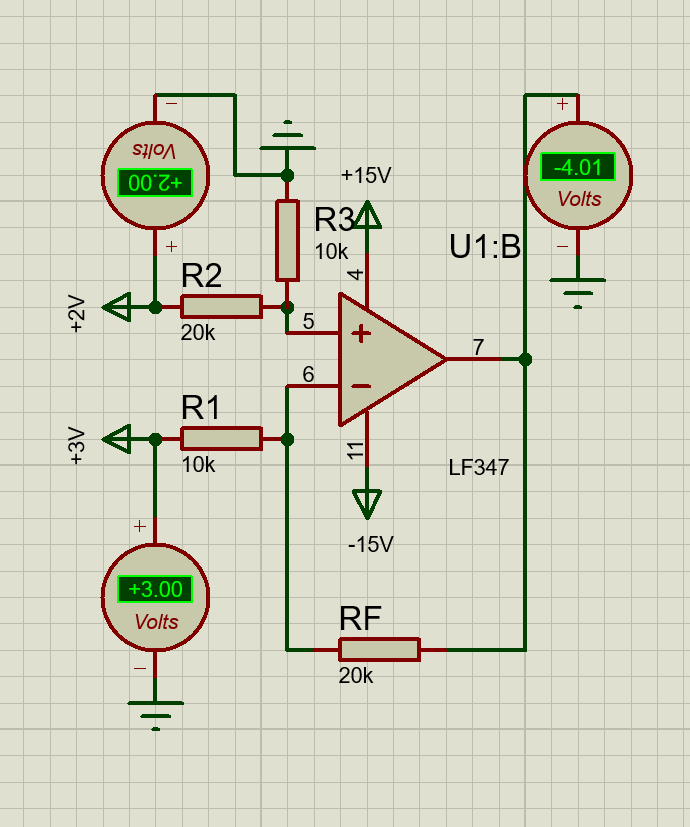 −
Volts
+2.00
+
+15V
R3
10k
4
-4.01
+
Volts
−
U1:B
R2
20k
+2V
5
+
7
6
−
R1
10k
+3V
11
LF347
-15V
+
+3.00
Volts
−
RF
20k